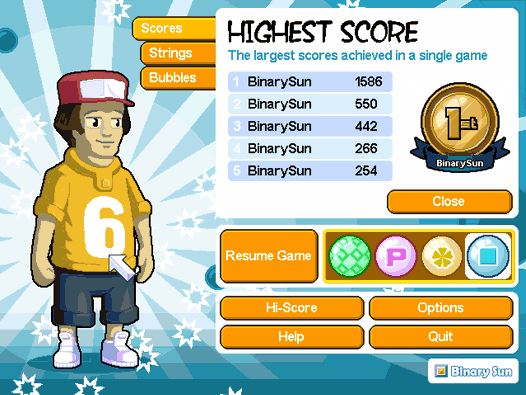 Scores
Strings
Bubbles
HIGHEST SCORE
The largest scores achieved in a single game
1 BinarySun 1586
2 BinarySun 550
3 BinarySun 442
4 BinarySun 266
5 BinarySun 254
1st
BinarySun
Close
6
Resume Game
P
Hi-Score
Options
Help
Quit
Binary Sun